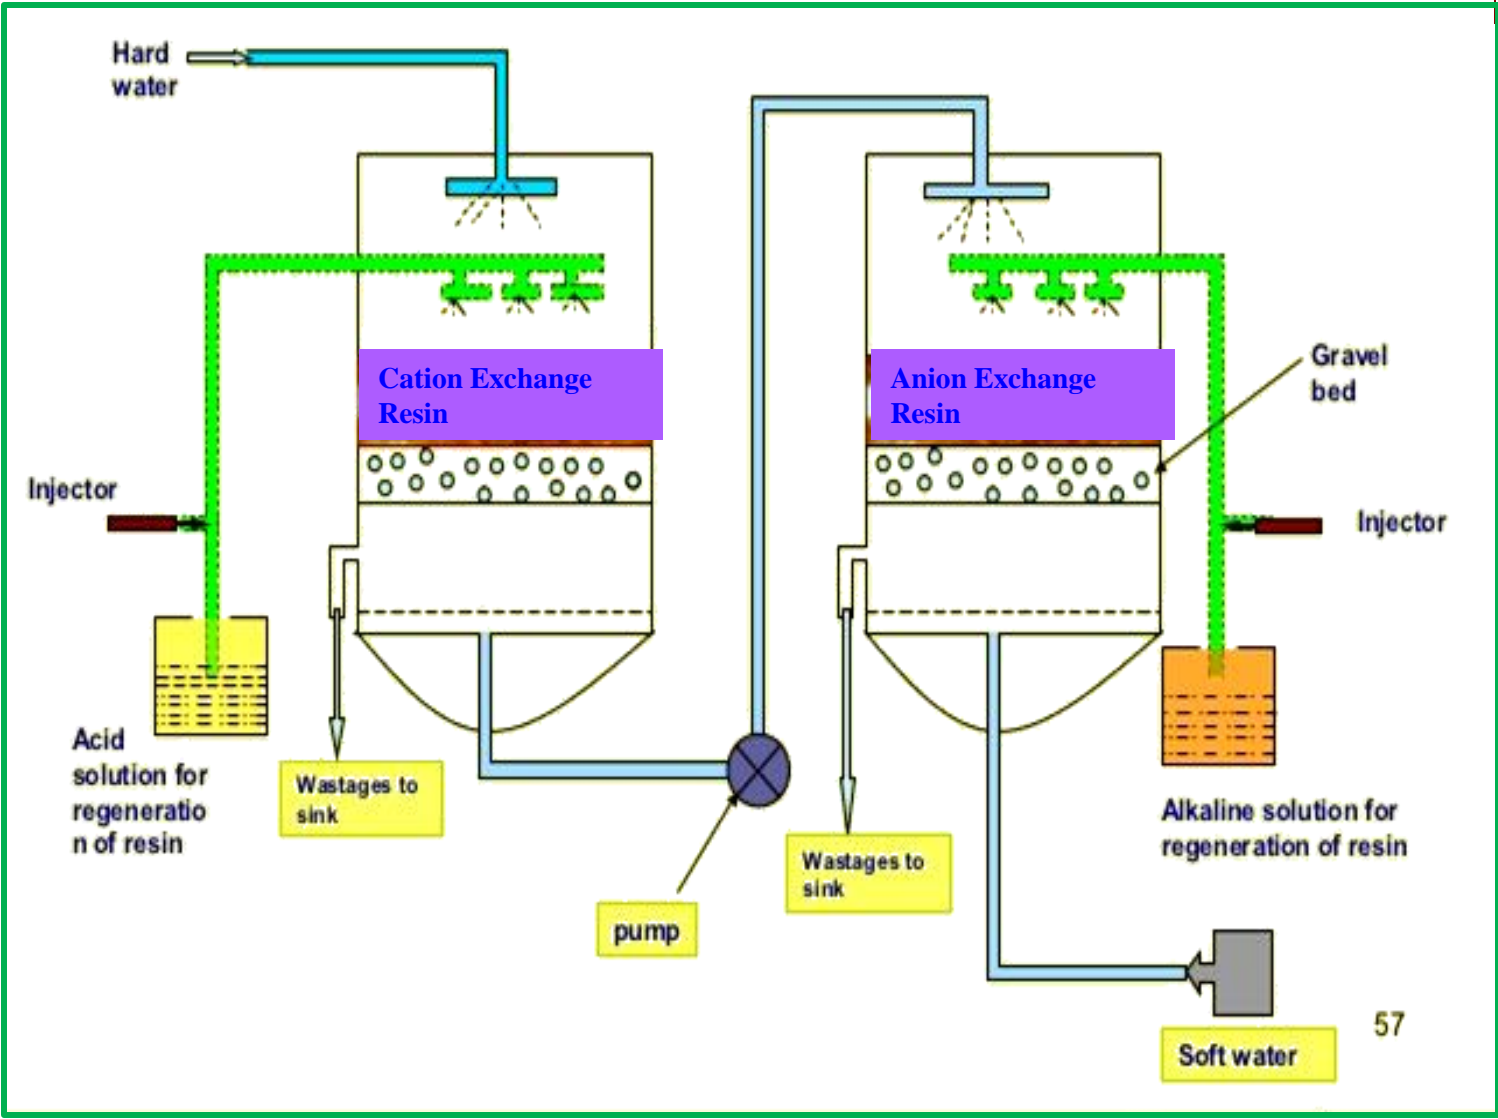 Hard
water
Cation Exchange
Resin
Anion Exchange
Resin
Gravel
bed
Injector
Injector
Acid
solution for
regeneratio
n of resin
Wastages to
sink
Alkaline solution for
regeneration of resin
Wastages to
sink
pump
57
Soft water